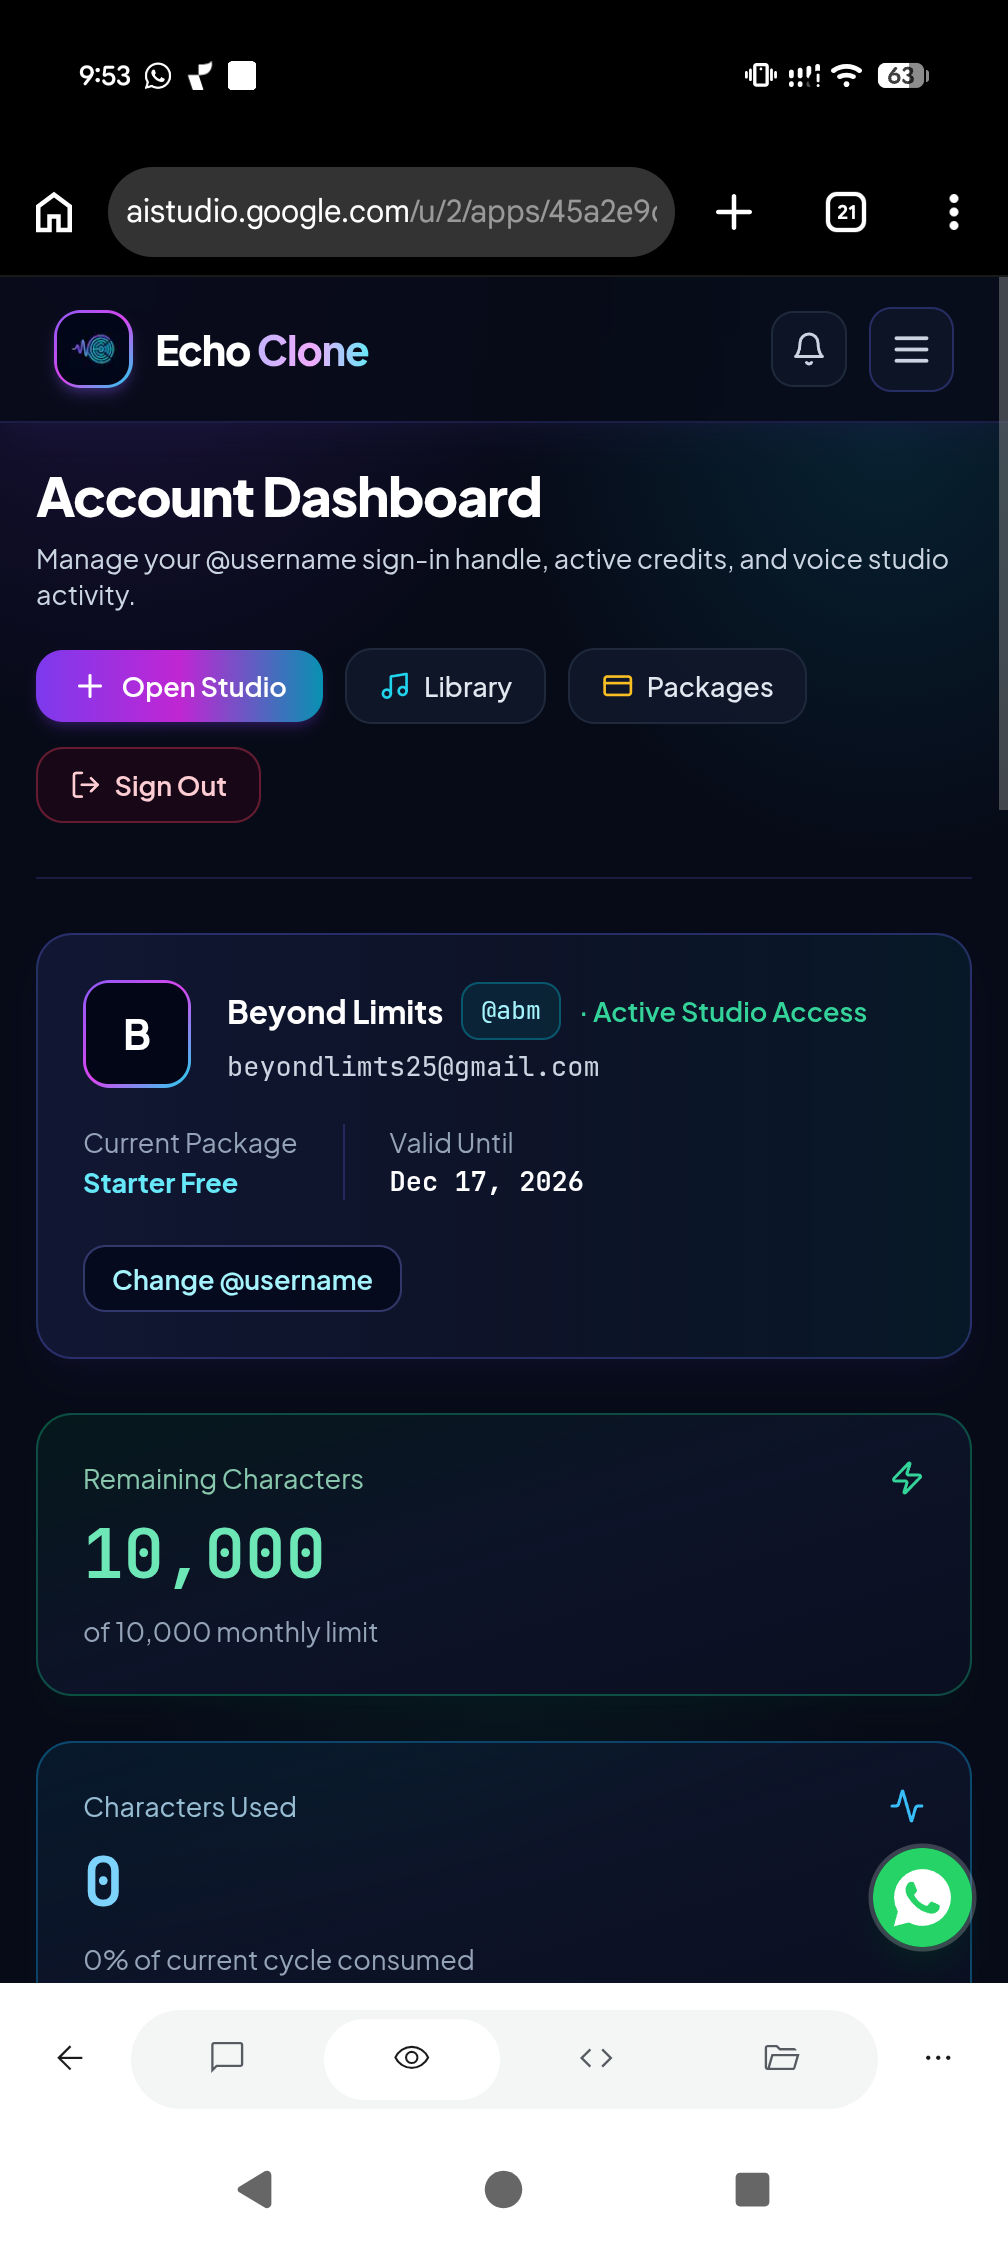 9:53
63
aistudio.google.com/u/2/apps/45a2e9
21
Echo Clone
Account Dashboard
Manage your @username sign-in handle, active credits, and voice studio
activity.
Open Studio
Library
Packages
Sign Out
B
Beyond Limits
@abm
· Active Studio Access
beyondlimts25@gmail.com
Current Package
Valid Until
Starter Free
Dec 17, 2026
Change @username
Remaining Characters
10,000
of 10,000 monthly limit
Characters Used
0
0% of current cycle consumed